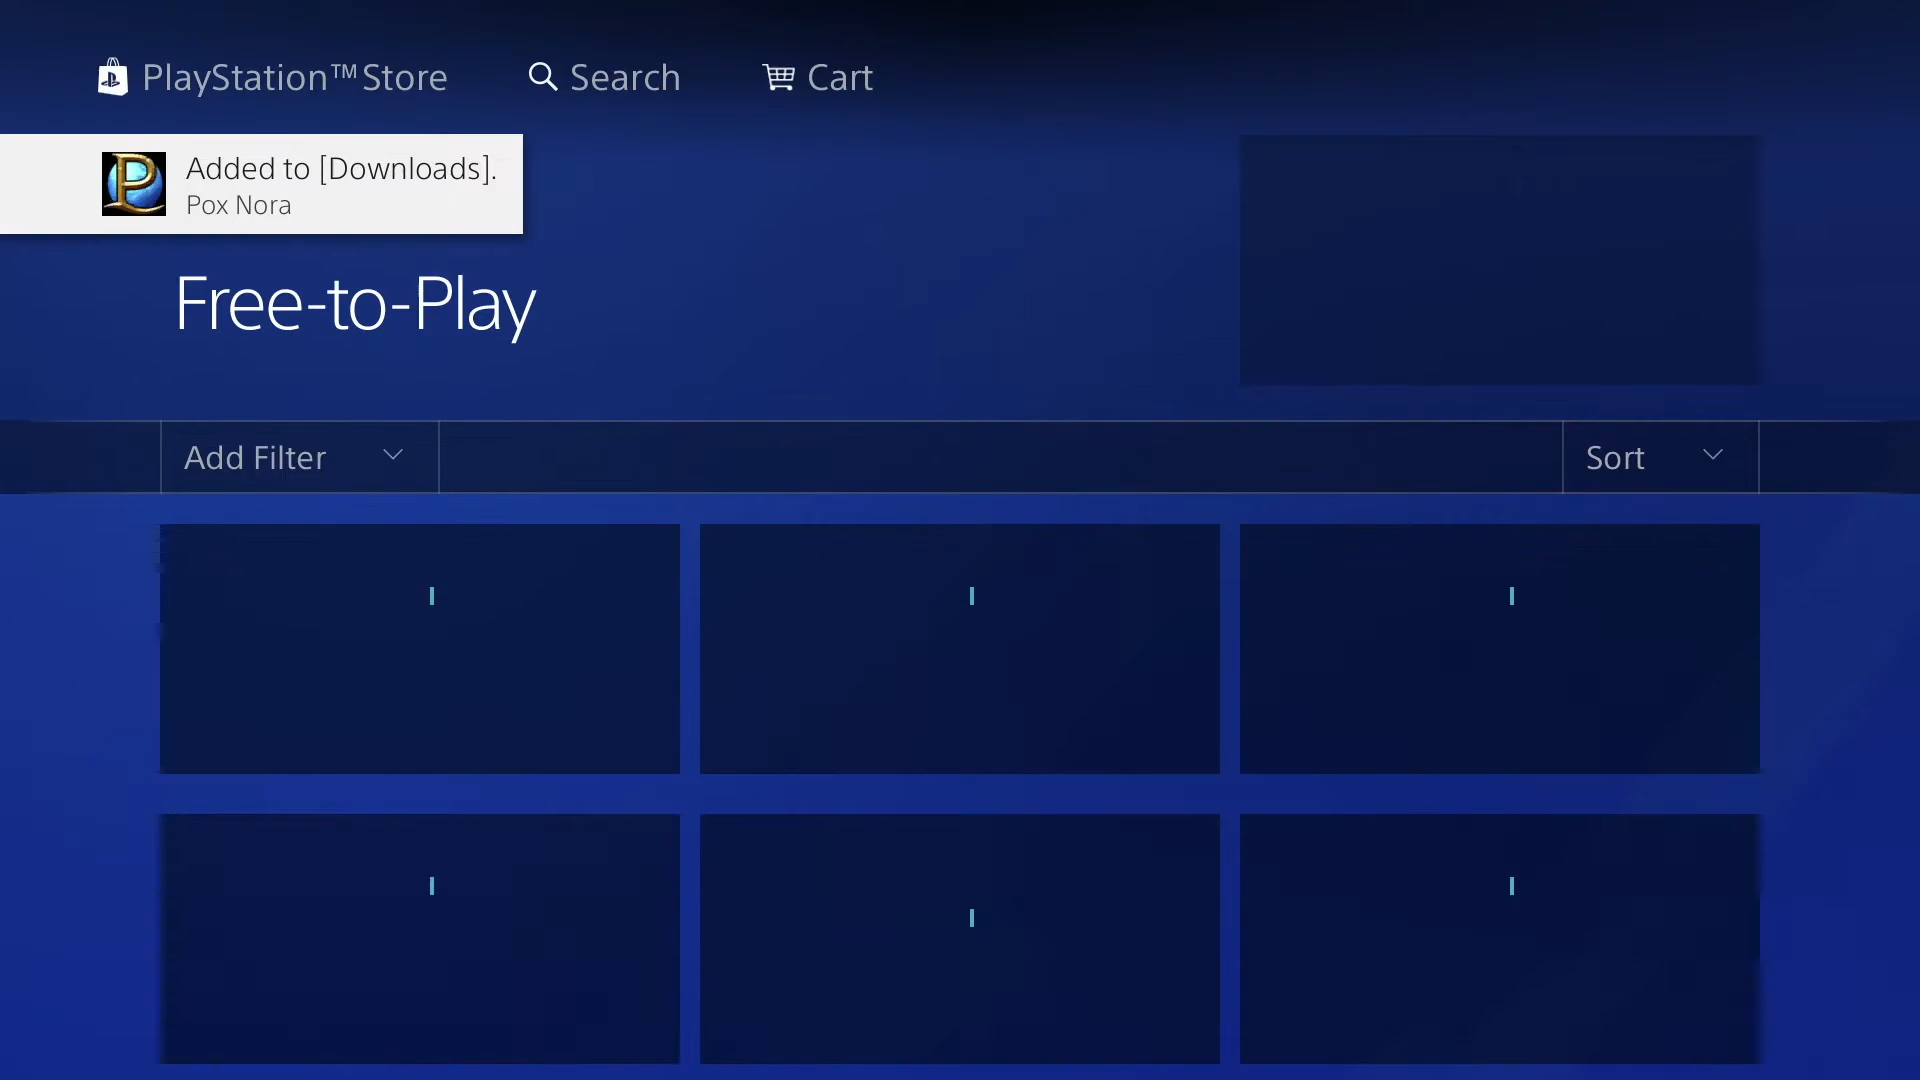 PlayStation™Store
Search
Cart
Added to [Downloads].
Pox Nora
Free-to-Play
Add Filter
Sort